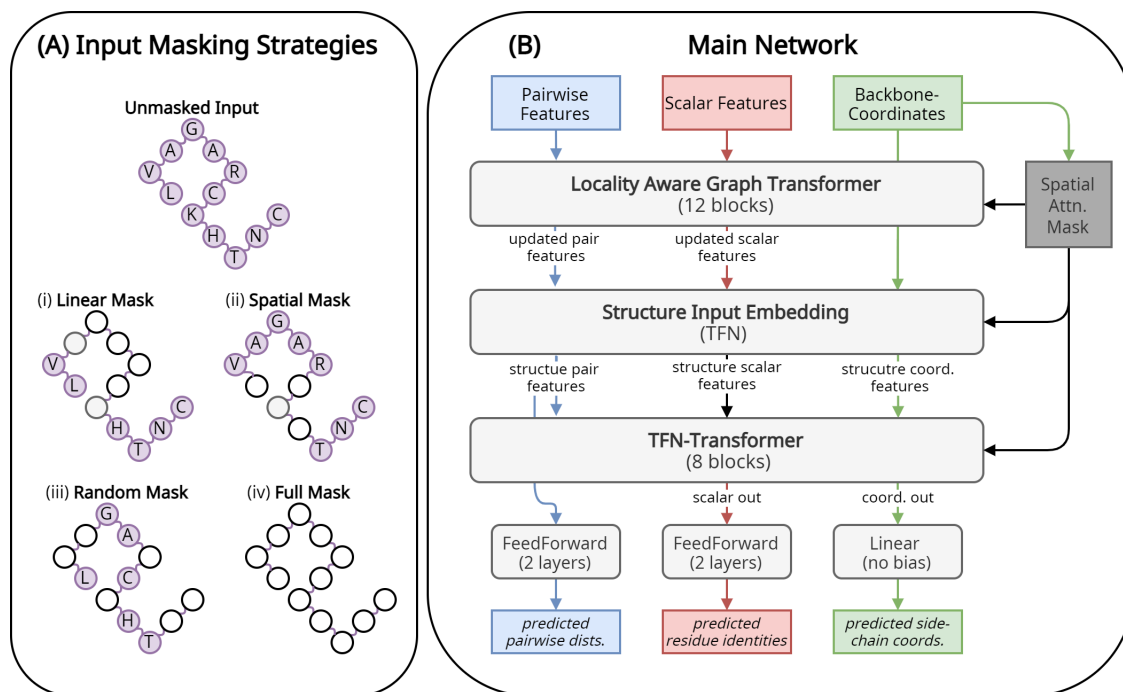 (A) Input Masking Strategies
Unmasked Input
G
A
A
V
R
L
C
K
C
H
N
T
(i) Linear Mask
V
L
H
C
N
T
(ii) Spatial Mask
G
A
A
V
R
C
N
T
(iii) Random Mask
G
A
L
C
H
T
(iv) Full Mask
(B)
Main Network
Pairwise
Features
Scalar Features
Backbone-
Coordinates
Spatial
Attn.
Mask
Locality Aware Graph Transformer
(12 blocks)
updated pair
features
updated scalar
features
Structure Input Embedding
(TFN)
structue pair
features
structure scalar
features
strucutre coord.
features
TFN-Transformer
(8 blocks)
scalar out
coord. out
FeedForward
(2 layers)
FeedForward
(2 layers)
Linear
(no bias)
predicted
pairwise dists.
predicted
residue identities
predicted side-
chain coords.